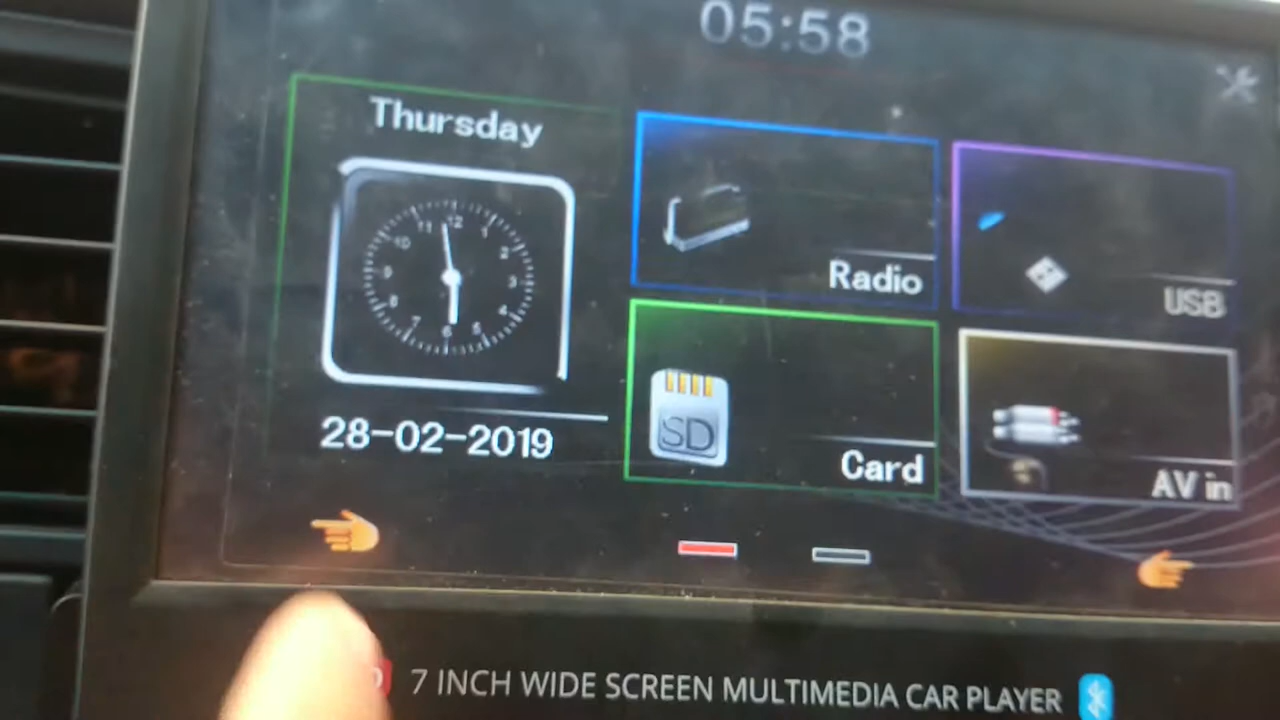 05:58
Thursday
28-02-2019
Radio
USB
SD
Card
AV in
7 INCH WIDE SCREEN MULTIMEDIA CAR PLAYER